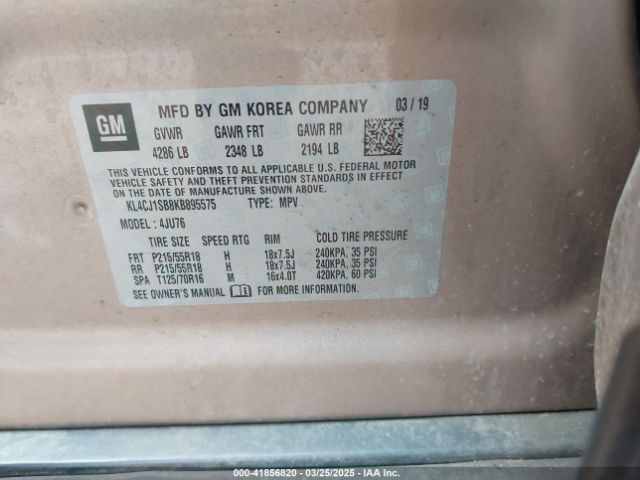 GM MFD BY GM KOREA COMPANY 03/19
GVWR GAWR FRT GAWR RR
4286 LB 2348 LB 2194 LB
THIS VEHICLE CONFORMS TO ALL APPLICABLE U.S. FEDERAL MOTOR
VEHICLE SAFETY AND THEFT PREVENTION STANDARDS IN EFFECT ON
THE DATE OF MANUFACTURE SHOWN ABOVE.
KL4CJ1SB8KB895575 TYPE: MPV
MODEL: 4JU76
TIRE SIZE SPEED RTG RIM COLD TIRE PRESSURE
FRT P215/55R18 H 18x7.5J 240KPA, 35 PSI
RR P215/55R18 H 18x7.5J 240KPA, 35 PSI
SPA T125/70R16 M 16x4.0T 420KPA, 60 PSI
SEE OWNER'S MANUAL FOR MORE INFORMATION.
000-41856820 - 03/25/2025 - IAA Inc.